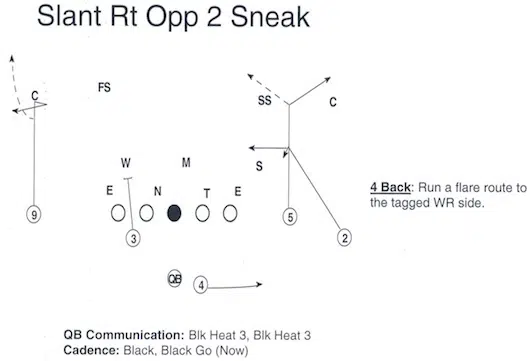 Slant Rt Opp 2 Sneak
FS
C
SS
C
W
M
S
E
N
T
E
9
5
3
2
4 Back: Run a flare route to
the tagged WR side.
QB
4
QB Communication: Blk Heat 3, Blk Heat 3
Cadence: Black, Black Go (Now)